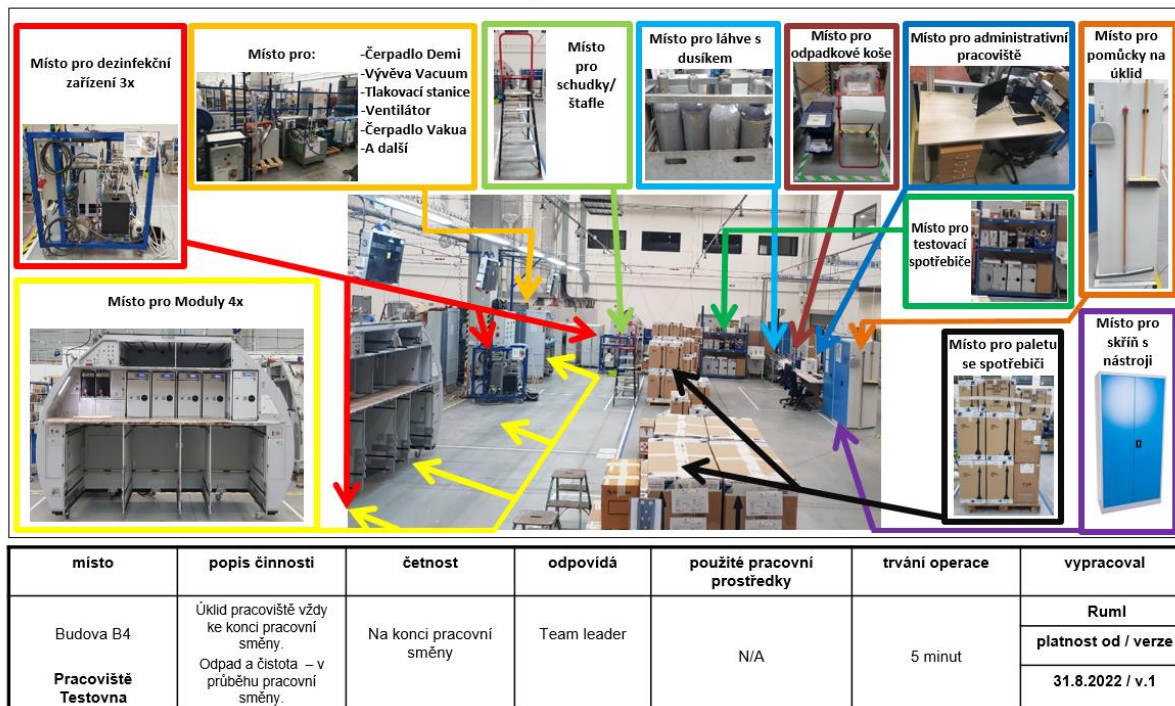 Místo pro dezinfekční
zařízení 3x
Místo pro:
-Čerpadlo Demi
-Vývěva Vacuum
-Tlakovací stanice
-Ventilátor
-Čerpadlo Vakua
-A další
Místo
pro
schudky/
štafle
Místo pro láhve s
dusíkem
Místo pro
odpadkové koše
Místo pro administrativní
pracoviště
Místo pro
pomůcky na
úklid
Místo pro
testovací
spotřebiče
Místo pro Moduly 4x
Místo pro paletu
se spotřebiči
Místo pro
skříň s
nástroji
místo
popis činnosti
četnost
odpovídá
použité pracovní
prostředky
trvání operace
vypracoval
Budova B4
Pracoviště
Testovna
Úklid pracoviště vždy
ke konci pracovní
směny.
Odpad a čistota – v
průběhu pracovní
směny.
Na konci pracovní
směny
Team leader
N/A
5 minut
Ruml
platnost od / verze
31.8.2022 / v.1